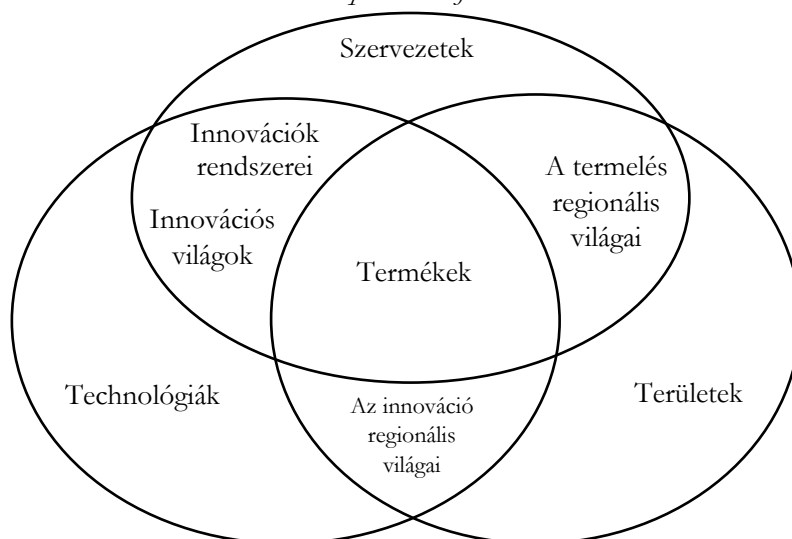 Szervezetek
Innovációk
rendszerei
A termelés
regionális
világai
Innovációs
világok
Termékek
Technológiák
Területek
Az innováció
regionális
világai